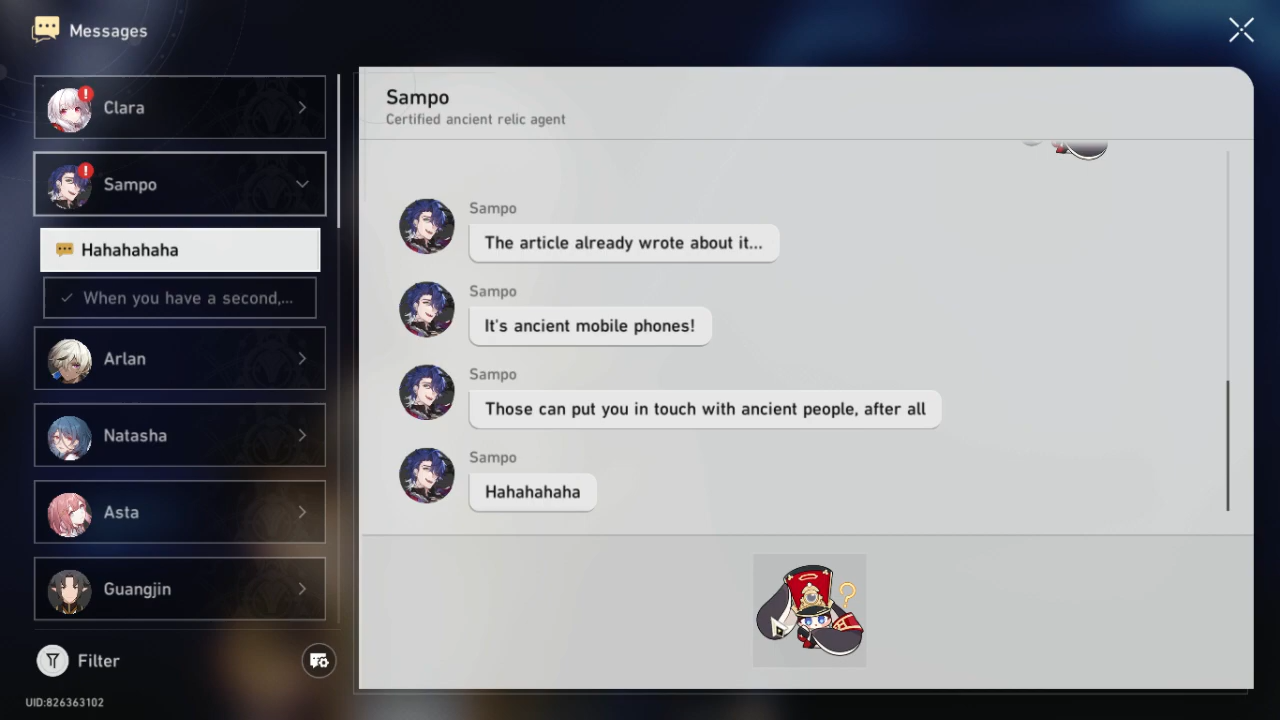 Messages
Clara
Sampo
Hahahahaha
When you have a second,...
Arlan
Natasha
Asta
Guangjin
Filter
UID:826363102
Sampo
Certified ancient relic agent
Sampo
The article already wrote about it...
Sampo
It's ancient mobile phones!
Sampo
Those can put you in touch with ancient people, after all
Sampo
Hahahahaha